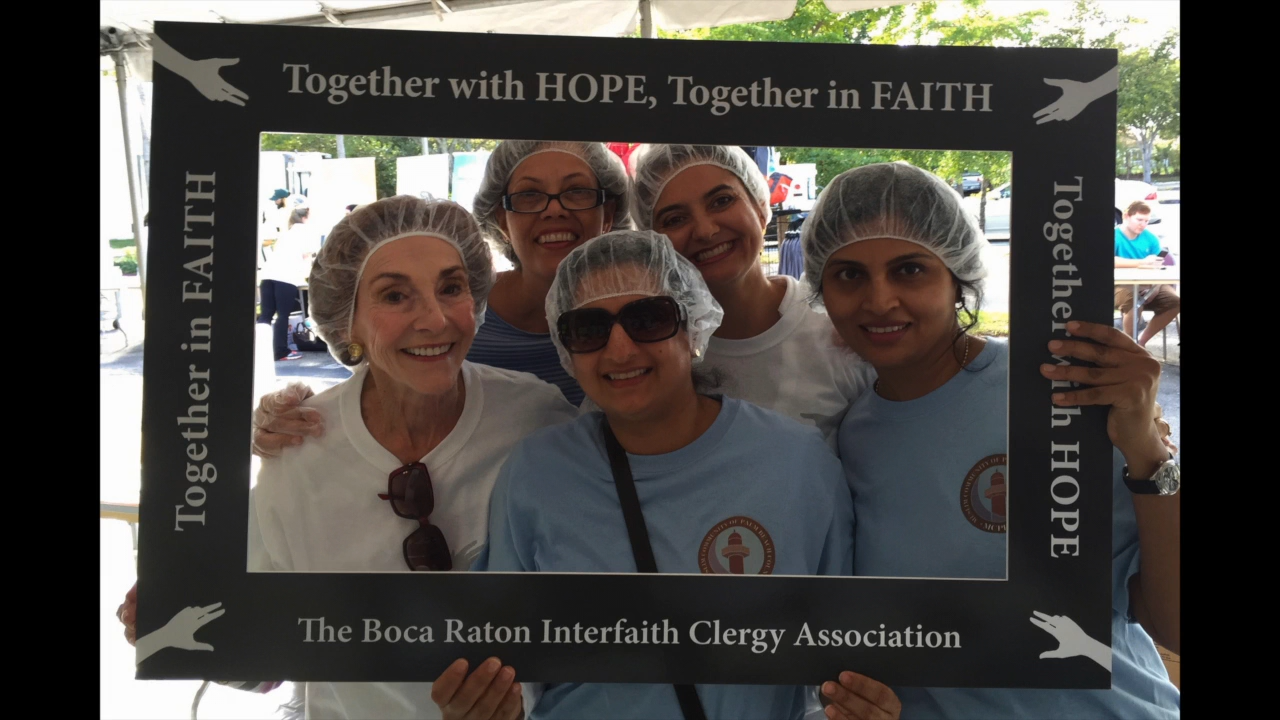 Together with HOPE, Together in FAITH
Together in FAITH
Together with HOPE
The Boca Raton Interfaith Clergy Association